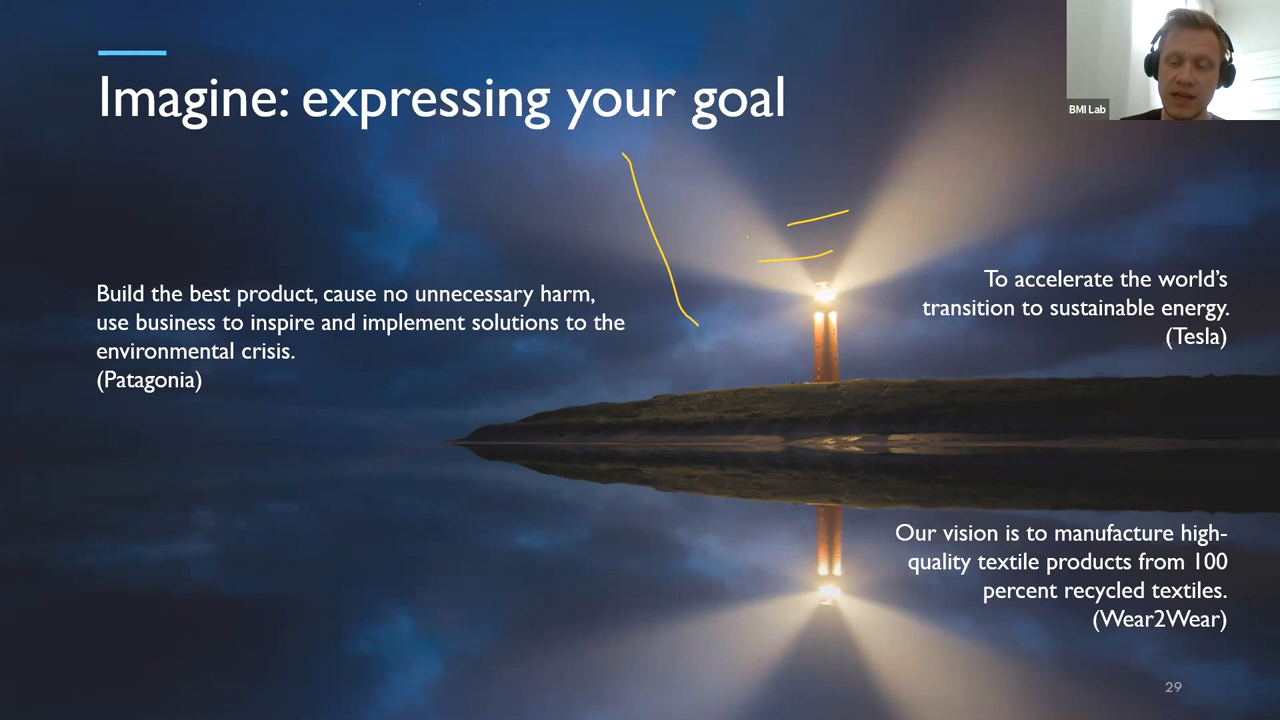 Imagine: expressing your goal
BMI Lab
Build the best product, cause no unnecessary harm,
use business to inspire and implement solutions to the
environmental crisis.
(Patagonia)
To accelerate the world’s
transition to sustainable energy.
(Tesla)
Our vision is to manufacture high-
quality textile products from 100
percent recycled textiles.
(Wear2Wear)
29